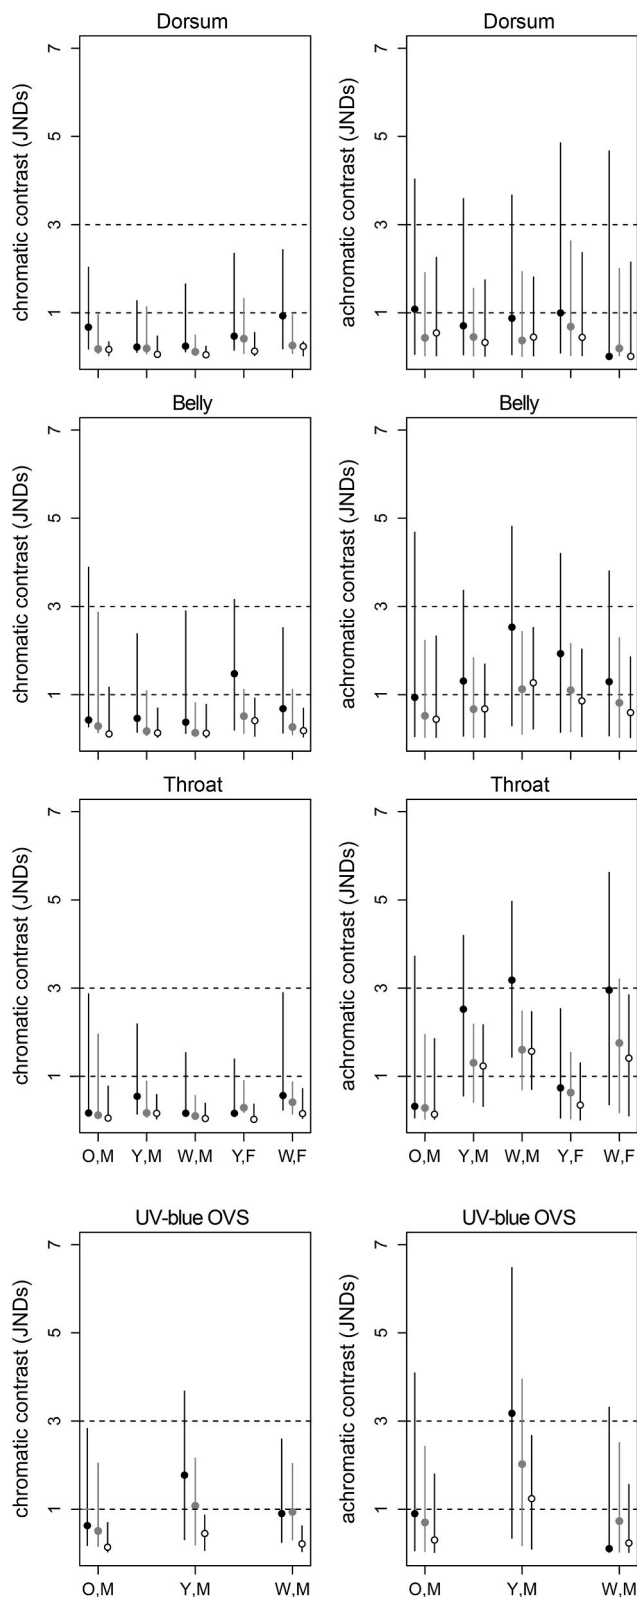 Dorsum Dorsum
chromatic contrast (JNDs)
7
5
3
1
achromatic contrast (JNDs)
7
5
3
1
Belly Belly
chromatic contrast (JNDs)
7
5
3
1
achromatic contrast (JNDs)
7
5
3
1
Throat Throat
chromatic contrast (JNDs)
7
5
3
1
achromatic contrast (JNDs)
7
5
3
1
O,M Y,M W,M Y,F W,F O,M Y,M W,M Y,F W,F
UV-blue OVS UV-blue OVS
chromatic contrast (JNDs)
7
5
3
1
achromatic contrast (JNDs)
7
5
3
1
O,M Y,M W,M O,M Y,M W,M